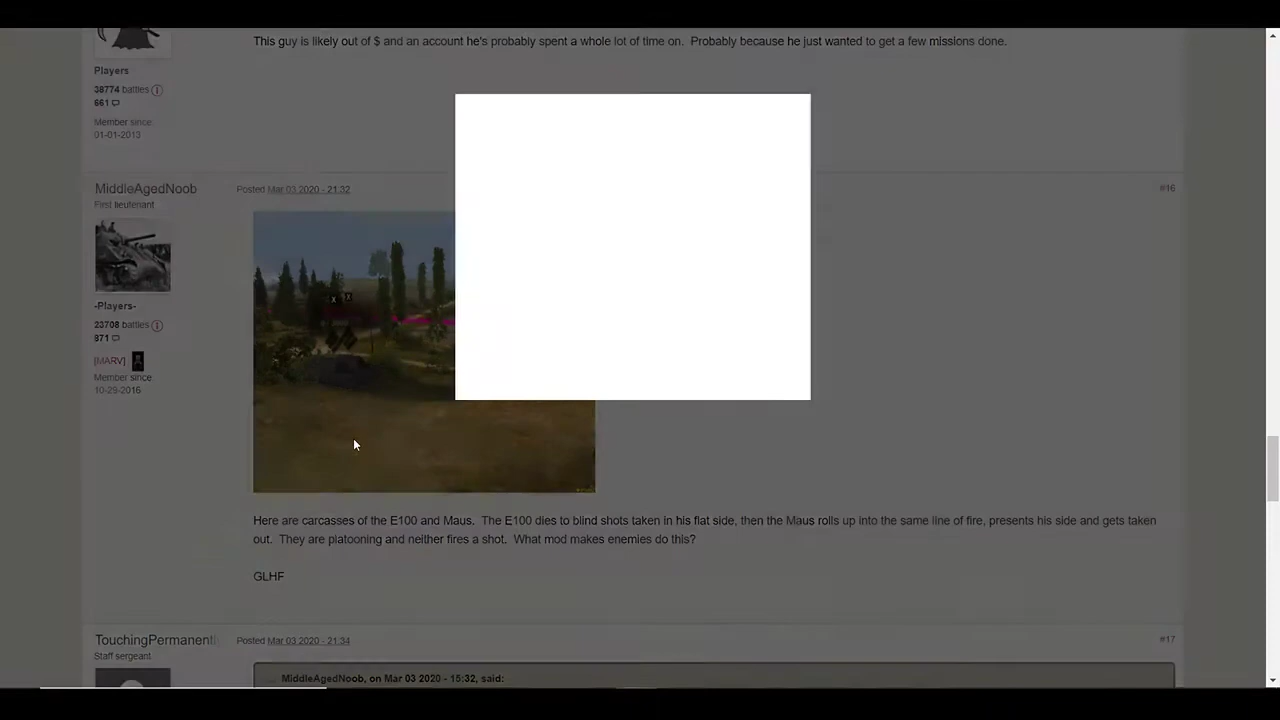 This guy is likely out of $ and an account he's probably spent a whole lot of time on.  Probably because he just wanted to get a few missions done.
Players
38774 battles
661
Member since:
01-01-2013
MiddleAgedNoob
Posted Mar 03 2020 - 21:32
#16
First lieutenant
-Players-
23708 battles
871
[MARV]
Member since:
10-29-2016
Here are carcasses of the E100 and Maus.  The E100 dies to blind shots taken in his flat side, then the Maus rolls up into the same line of fire, presents his side and gets taken
out.  They are platooning and neither fires a shot.  What mod makes enemies do this?
GLHF
TouchingPermanent
Posted Mar 03 2020 - 21:34
#17
Staff sergeant
MiddleAgedNoob, on Mar 03 2020 - 15:32, said: